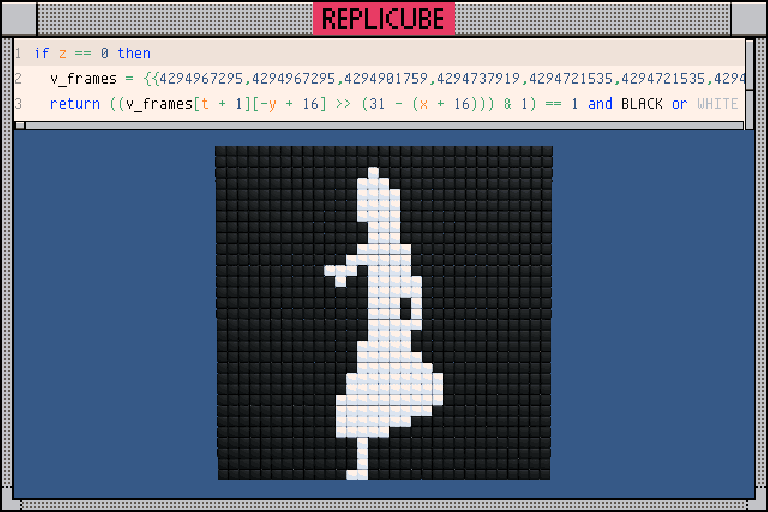 REPLICUBE
1 if z == 0 then
2 v_frames = {{4294967295,4294967295,4294901759,4294737919,4294721535,4294721535,4294
3 return ((v_frames[t + 1][-y + 16] >> (31 - (x + 16))) & 1) == 1 and BLACK or WHITE